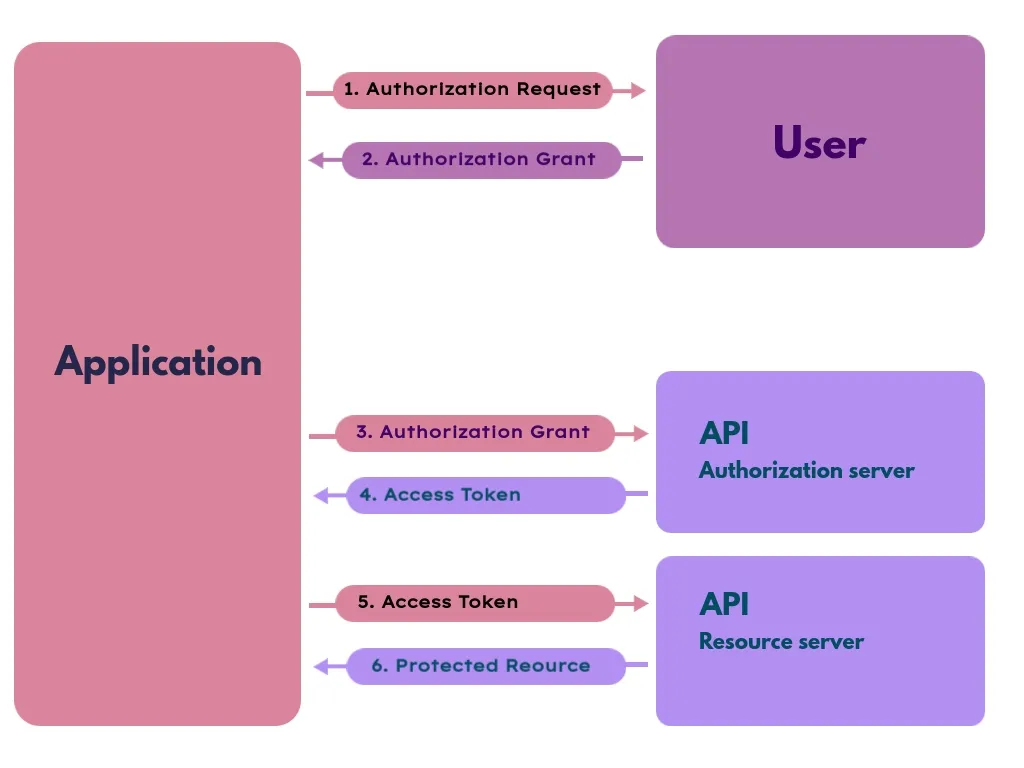 1. Authorization Request
User
2. Authorization Grant
Application
3. Authorization Grant
API
Authorization server
4. Access Token
5. Access Token
API
Resource server
6. Protected Reource